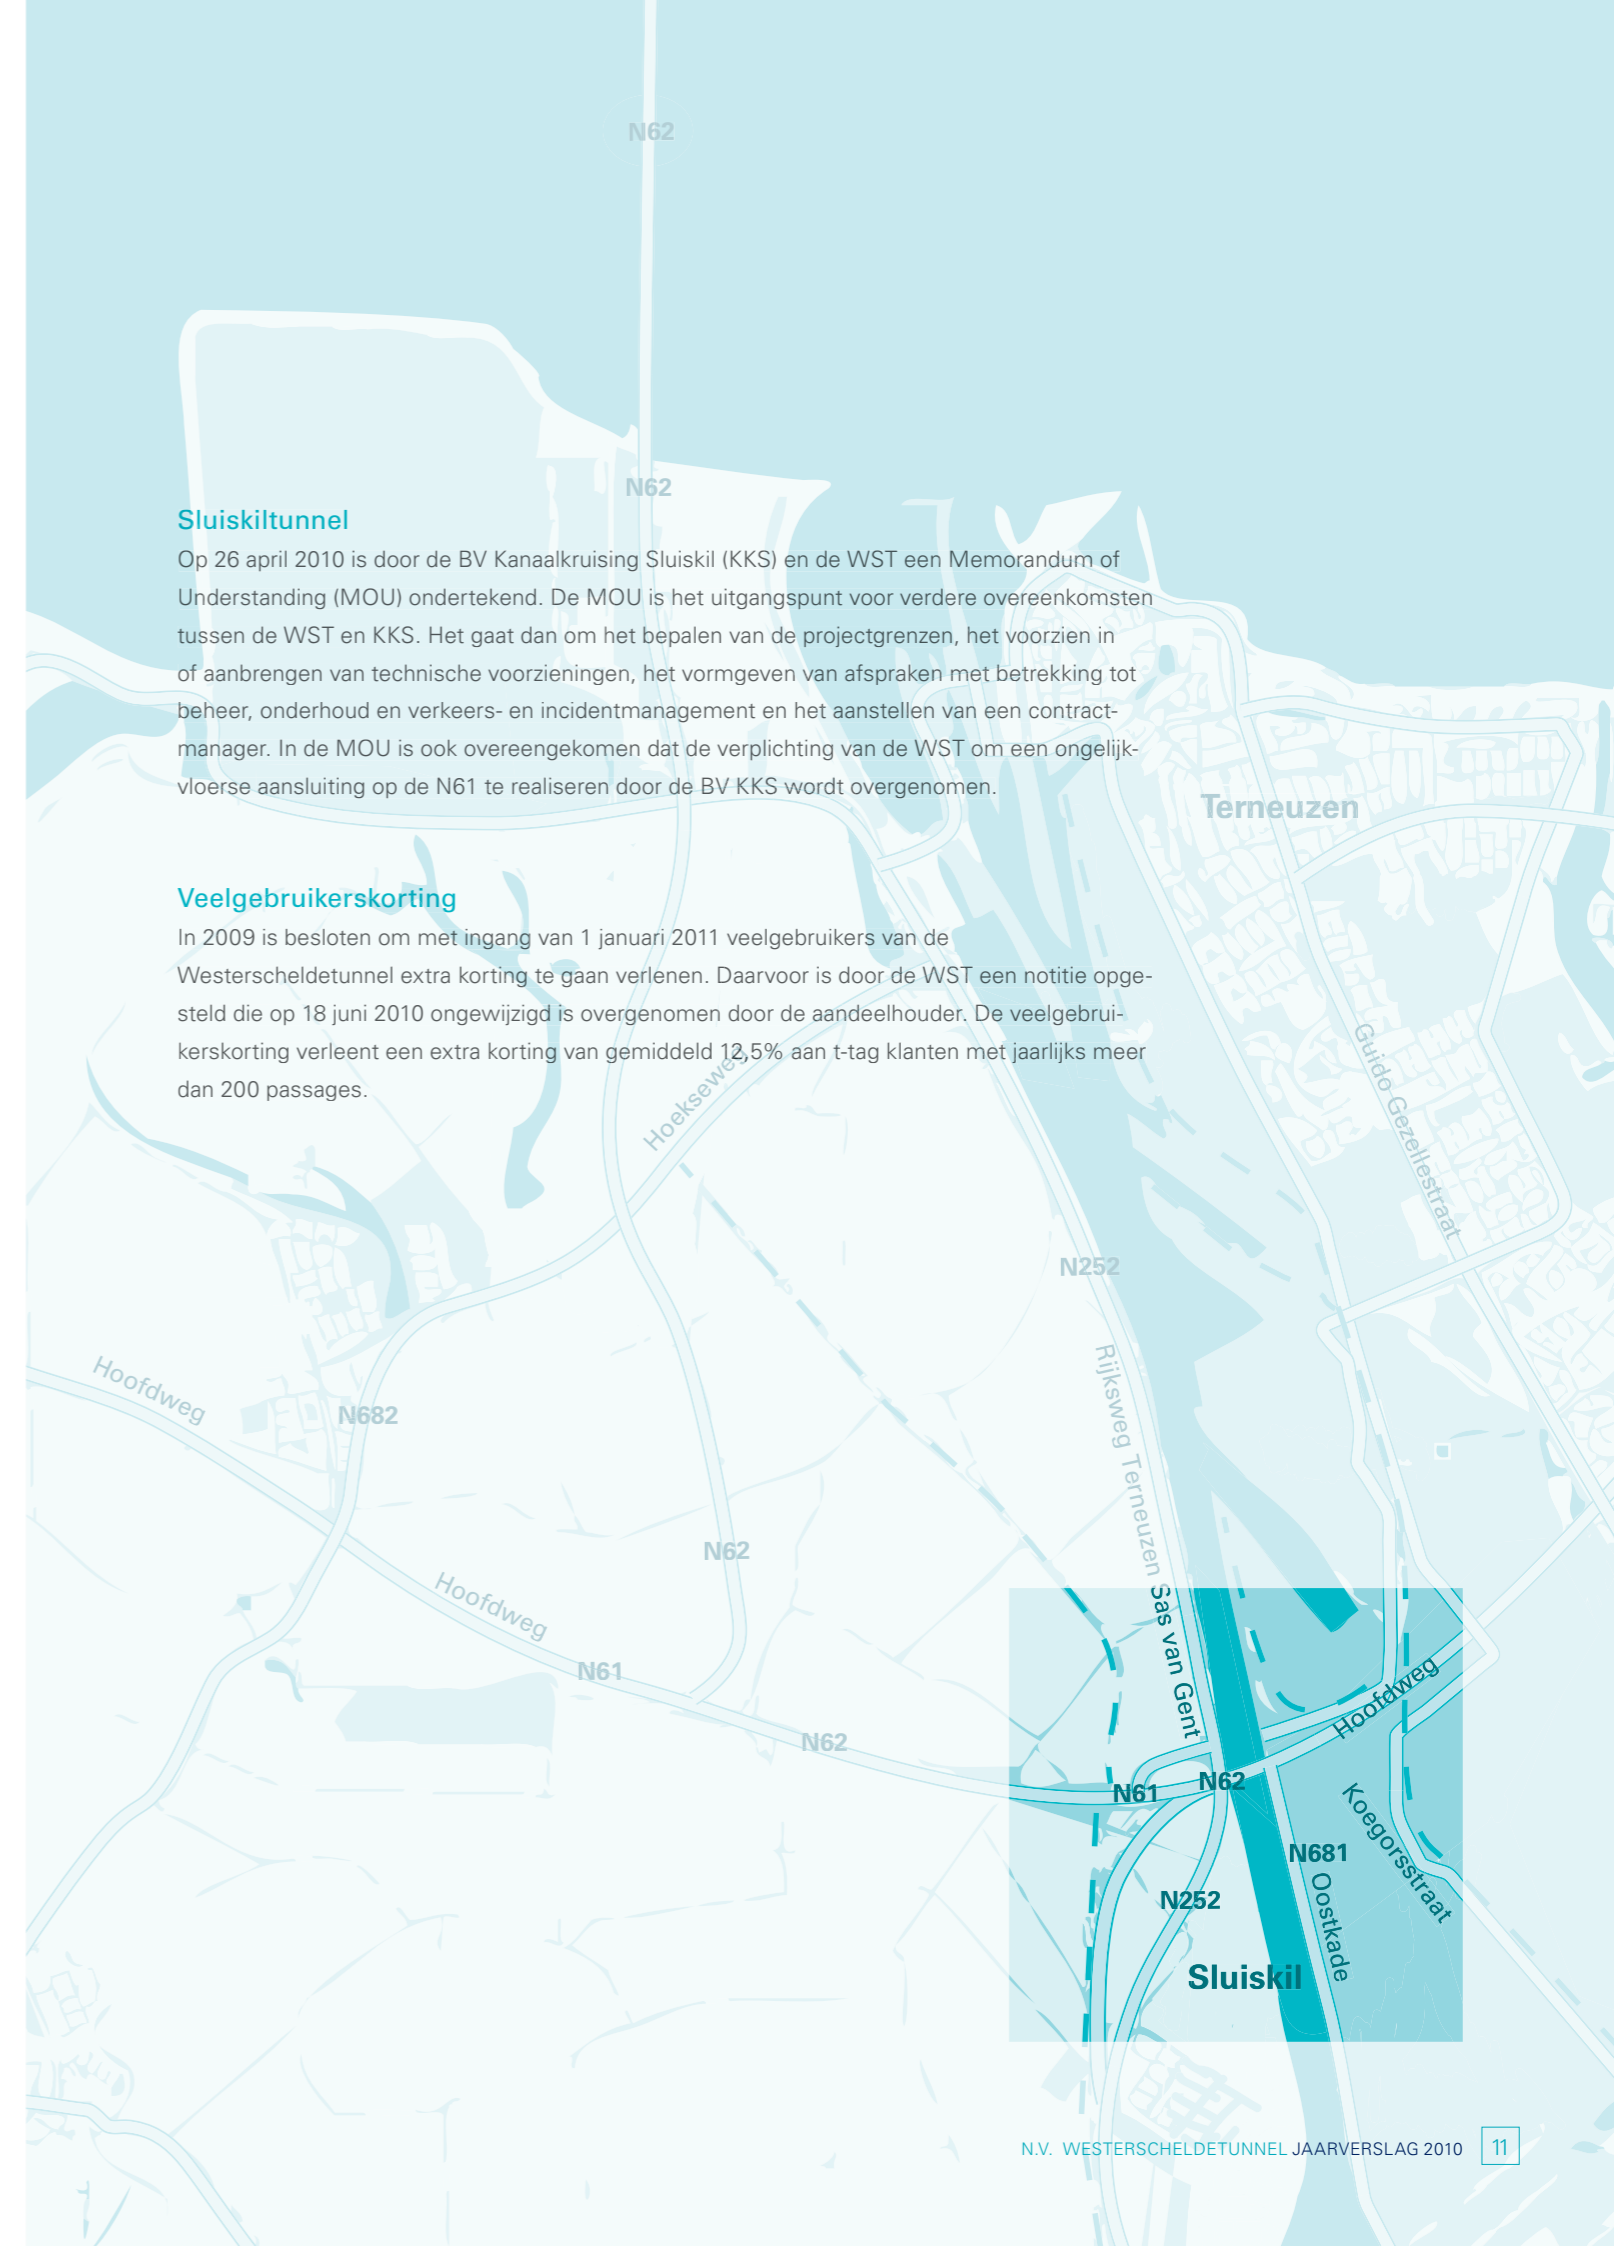 N62
N62
Sluiskiltunnel
Op 26 april 2010 is door de BV Kanaalkruising Sluiskil (KKS) en de WST een Memorandum of
Understanding (MOU) ondertekend. De MOU is het uitgangspunt voor verdere overeenkomsten
tussen de WST en KKS. Het gaat dan om het bepalen van de projectgrenzen, het voorzien in
of aanbrengen van technische voorzieningen, het vormgeven van afspraken met betrekking tot
beheer, onderhoud en verkeers- en incidentmanagement en het aanstellen van een contract-
manager. In de MOU is ook overeengekomen dat de verplichting van de WST om een ongelijk-
vloerse aansluiting op de N61 te realiseren door de BV KKS wordt overgenomen.
Terneuzen
Veelgebruikerskorting
In 2009 is besloten om met ingang van 1 januari 2011 veelgebruikers van de
Westerscheldetunnel extra korting te gaan verlenen. Daarvoor is door de WST een notitie opge-
steld die op 18 juni 2010 ongewijzigd is overgenomen door de aandeelhouder. De veelgebrui-
kerskorting verleent een extra korting van gemiddeld 12,5% aan t-tag klanten met jaarlijks meer
dan 200 passages.
Hoekseweg
Guido Gezellestraat
N252
Rijksweg Terneuzen Sas van Gent
Hoofdweg
N682
N62
Hoofdweg
N61
N62
Hoofdweg
N61
N62
Koegorsstraat
N681
Oostkade
N252
Sluiskil
N.V. WESTERSCHELDETUNNEL JAARVERSLAG 2010 11